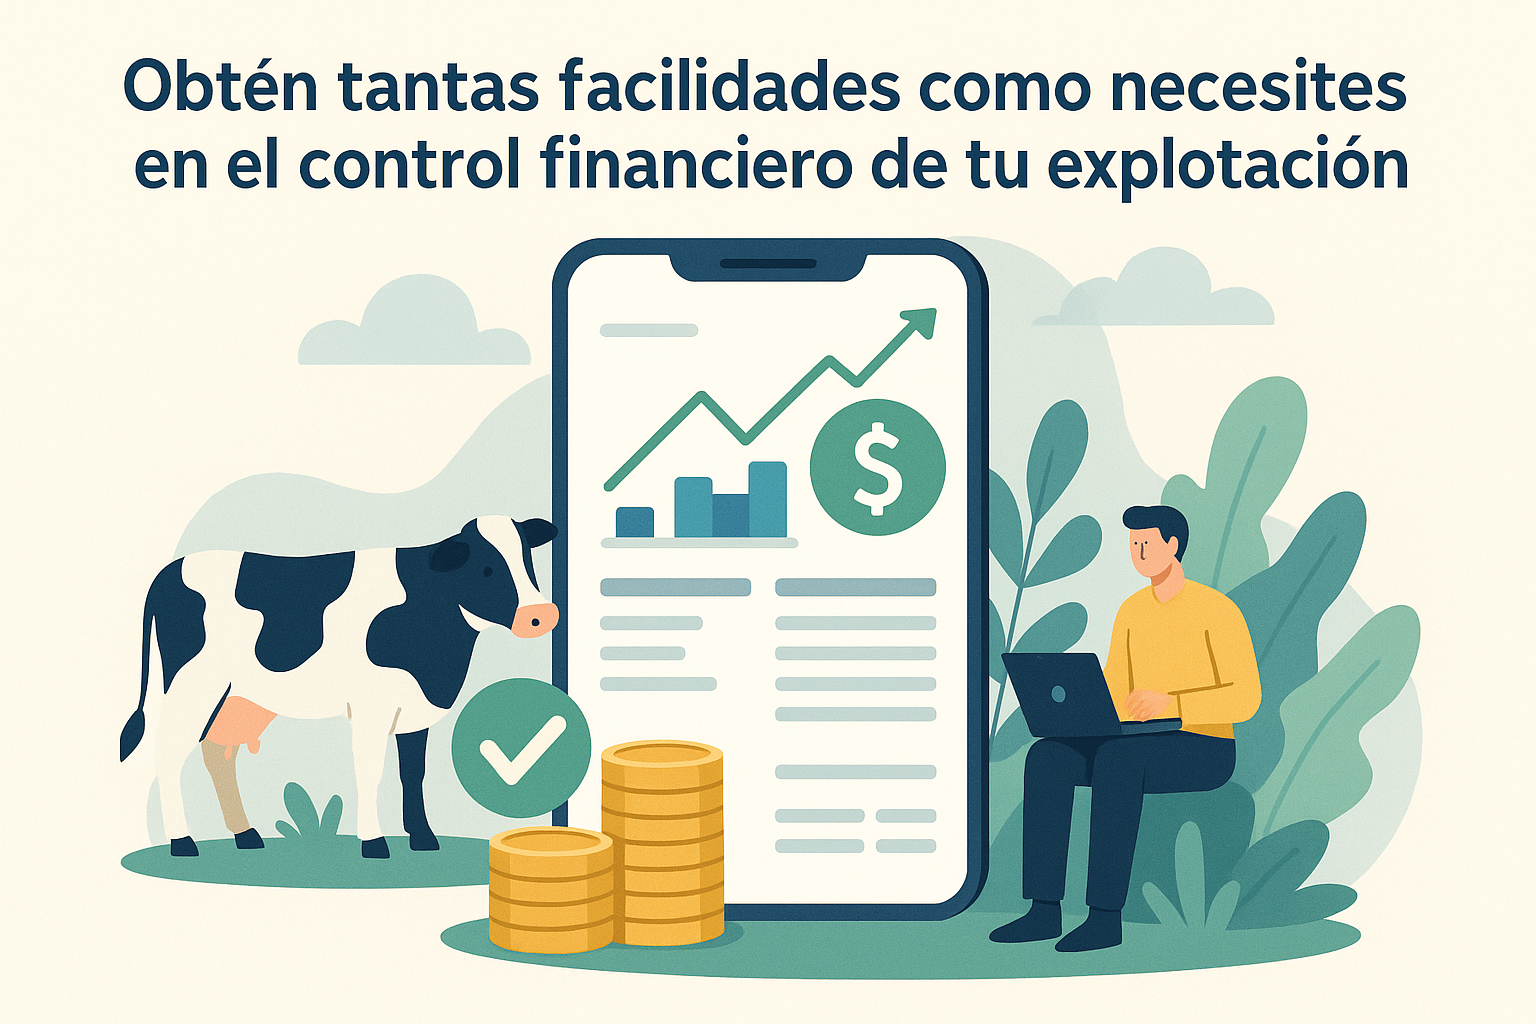 Obtén tantas facilidades como necesites
en el control financiero de tu explotación
$